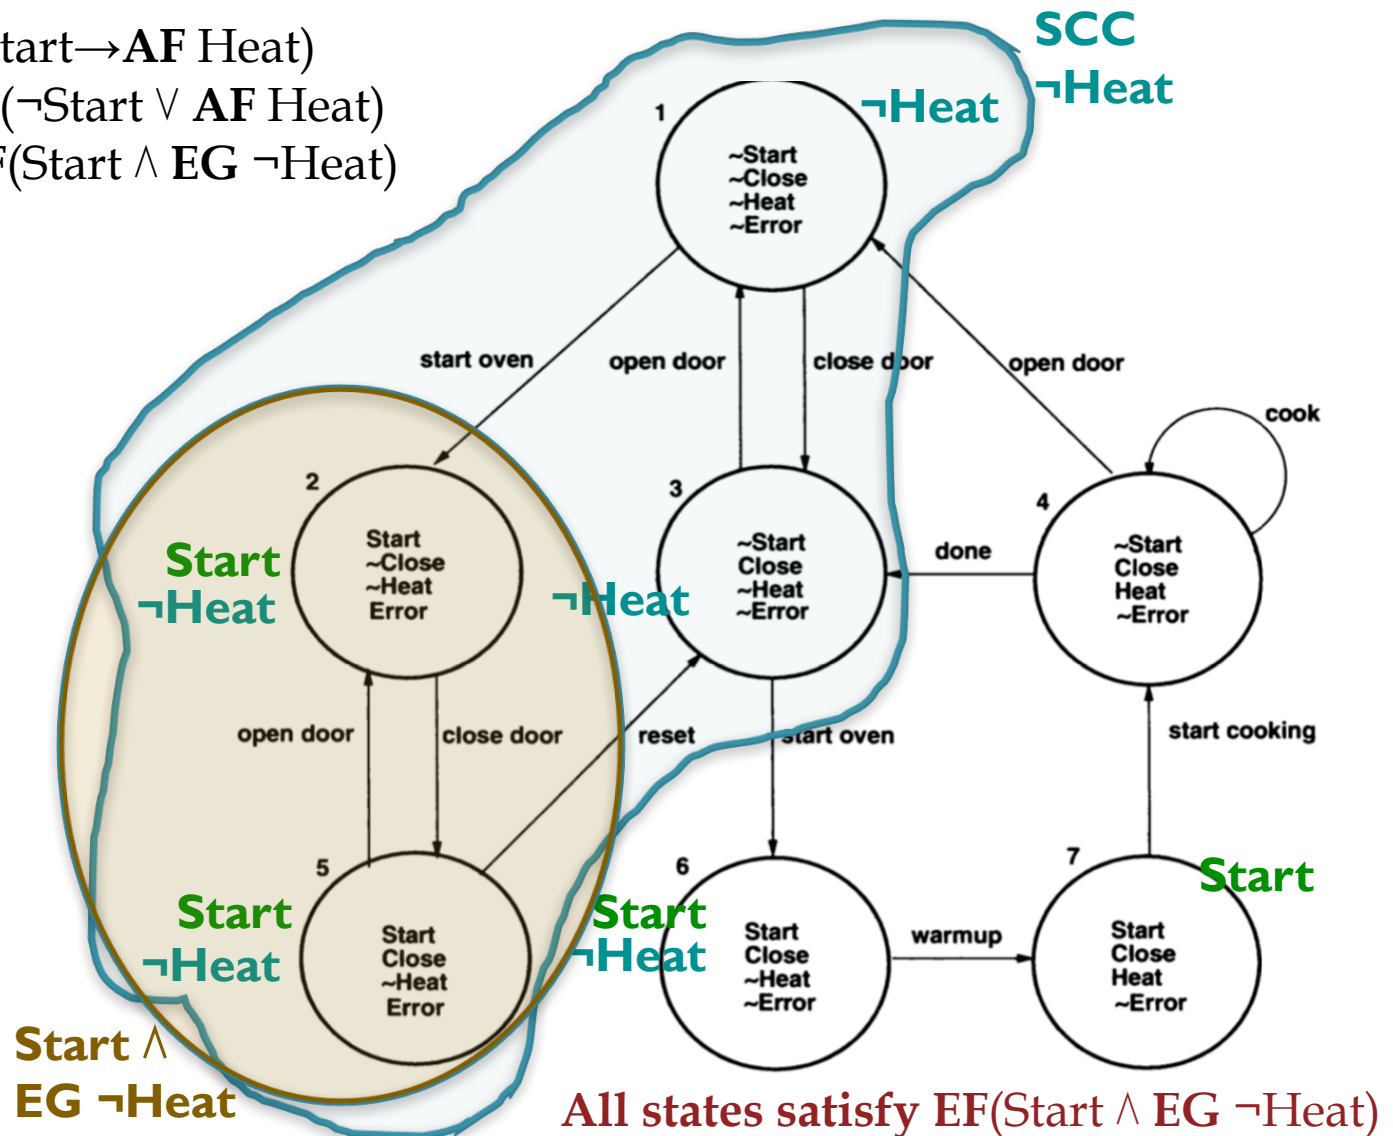 tart→AF Heat)
(¬Start ∨ AF Heat)
F(Start ∧ EG ¬Heat)
SCC
¬Heat
¬Heat
1
~Start
~Close
~Heat
~Error
start oven
open door
close door
open door
cook
2
Start
~Close
~Heat
Error
Start
¬Heat
3
~Start
Close
~Heat
~Error
¬Heat
done
4
~Start
Close
Heat
~Error
open door
close door
reset
start oven
start cooking
5
Start
Close
~Heat
Error
Start
¬Heat
6
Start
Close
~Heat
~Error
Start
¬Heat
warmup
7
Start
Close
Heat
~Error
Start
Start ∧
EG ¬Heat
All states satisfy EF(Start ∧ EG ¬Heat)